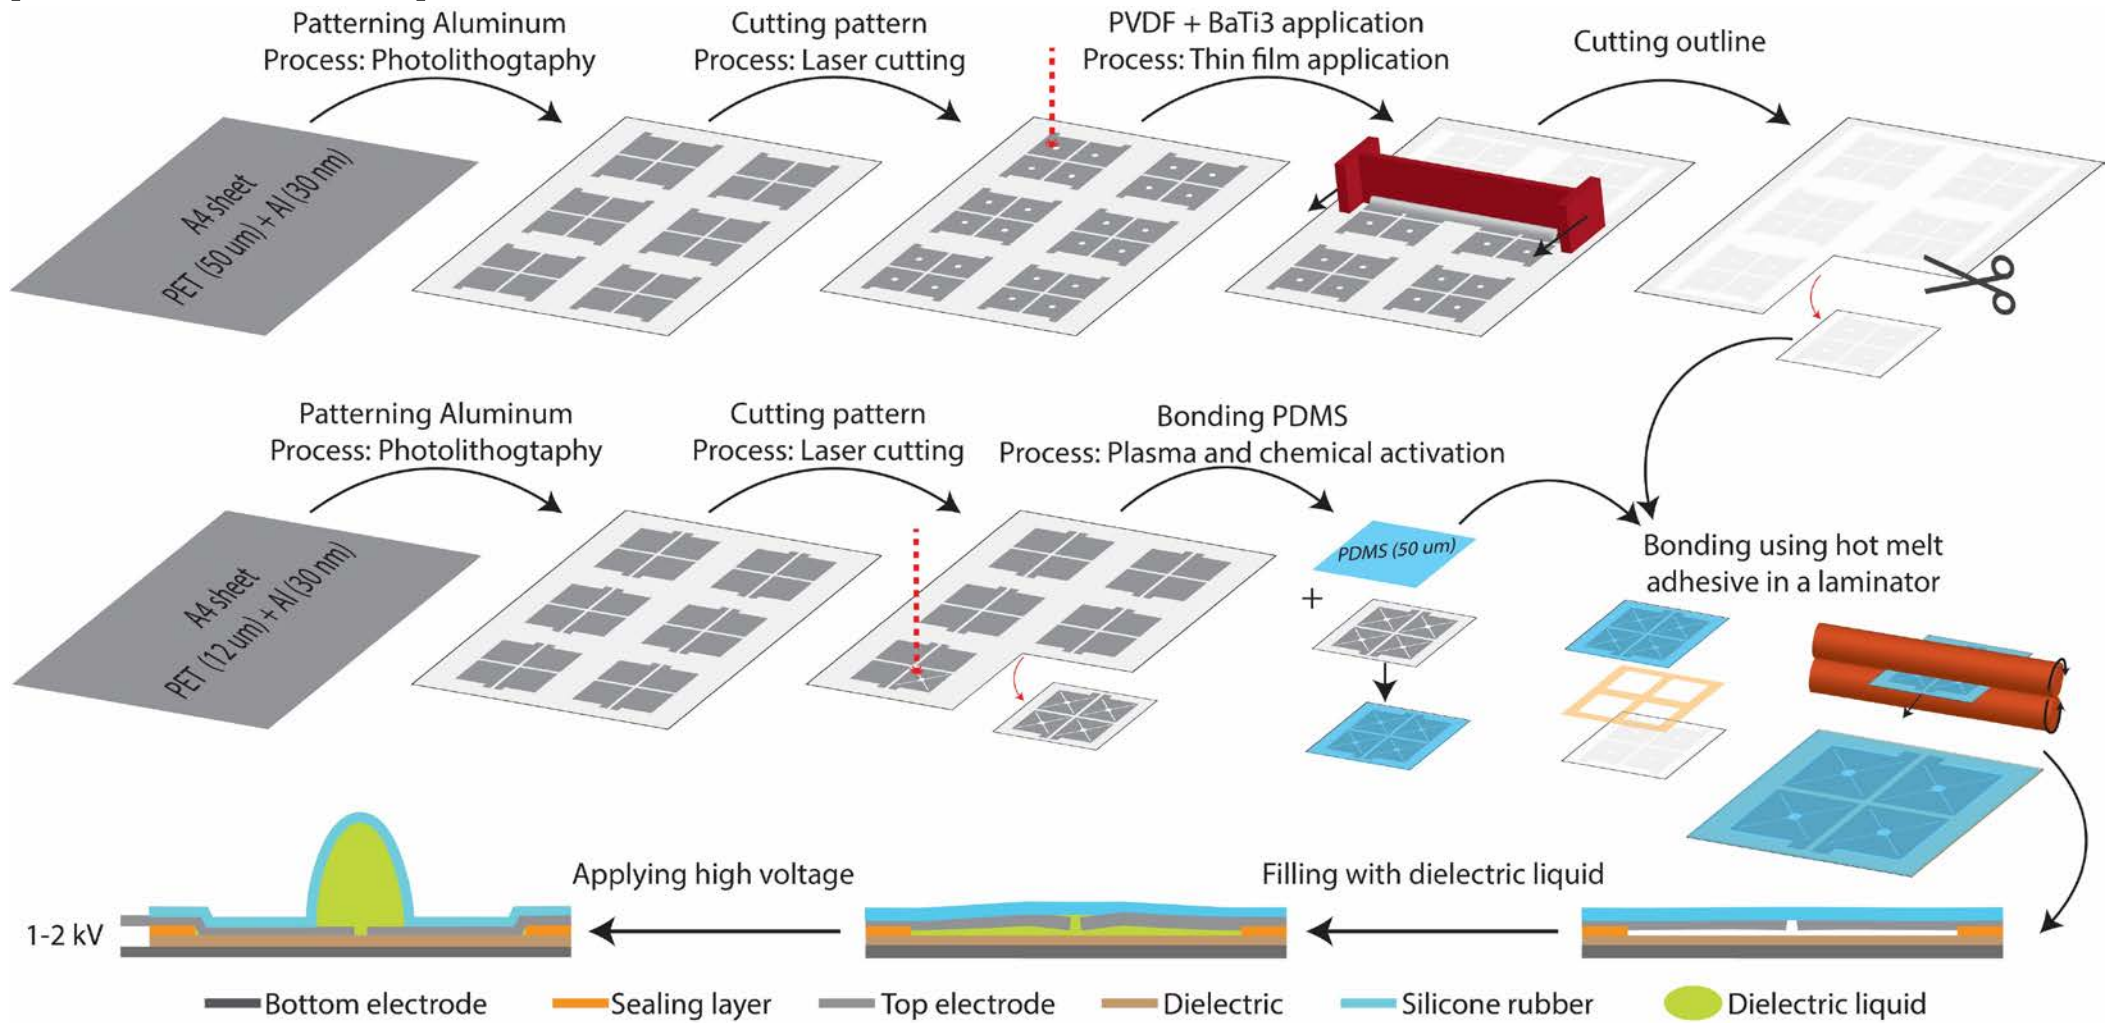 Patterning Aluminum
Process: Photolithogtaphy
Cutting pattern
Process: Laser cutting
PVDF + BaTi3 application
Process: Thin film application
Cutting outline
A4 sheet
PET (50 um) + Al (30 nm)
Patterning Aluminum
Process: Photolithogtaphy
Cutting pattern
Process: Laser cutting
Bonding PDMS
Process: Plasma and chemical activation
A4 sheet
PET (12 um) + Al (30 nm)
PDMS (50 um)
+
Bonding using hot melt
adhesive in a laminator
Applying high voltage
Filling with dielectric liquid
1-2 kV
Bottom electrode
Sealing layer
Top electrode
Dielectric
Silicone rubber
Dielectric liquid